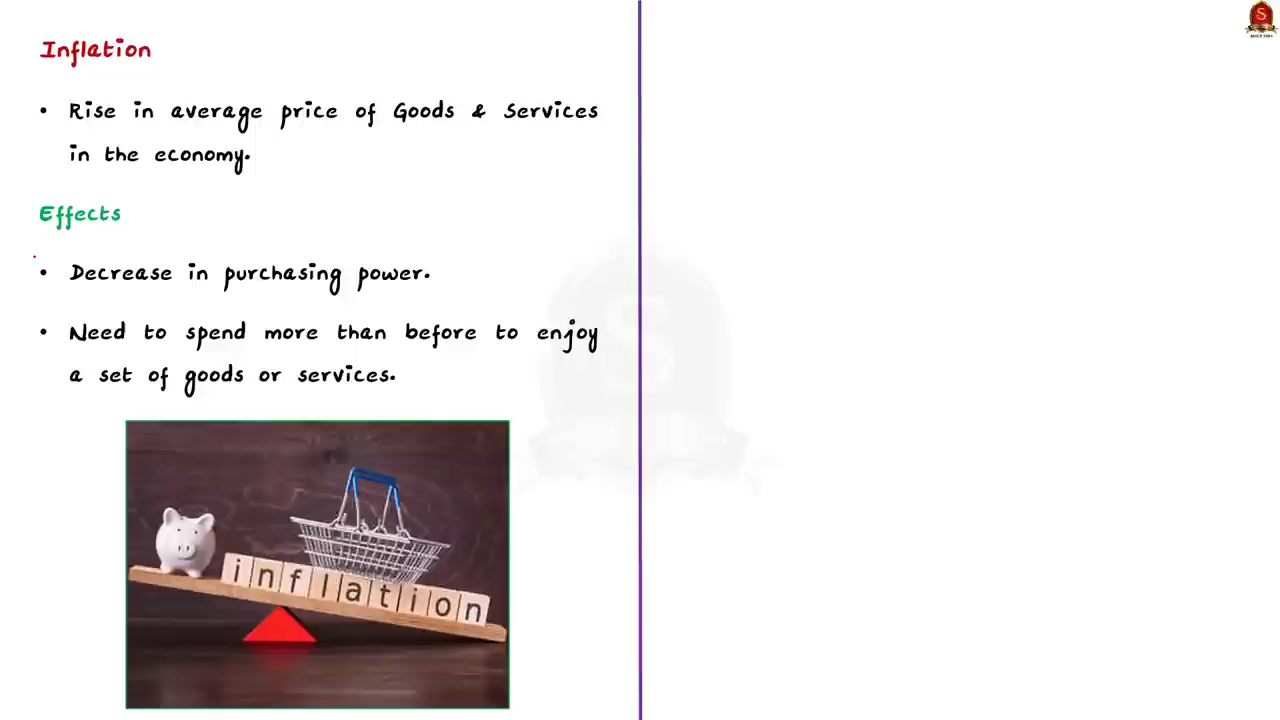 Inflation
• Rise in average price of Goods & Services
in the economy.
Effects
• Decrease in purchasing power.
• Need to spend more than before to enjoy
a set of goods or services.
inflation
S